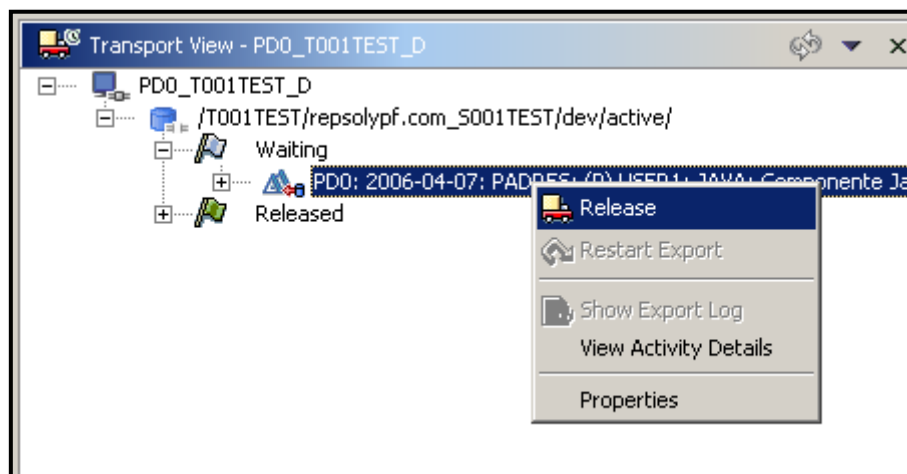 Transport View - PD0_T001TEST_D
PD0_T001TEST_D
/T001TEST/repsolypf.com_S001TEST/dev/active/
Waiting
PD0: 2006-04-07: PADRES: (P) USER1: JAVA: Componente Ja
Released
Release
Restart Export
Show Export Log
View Activity Details
Properties